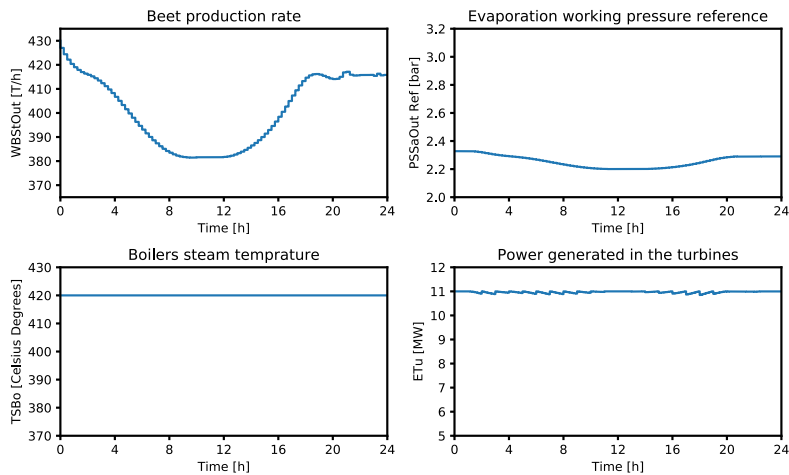 Beet production rate
WBStOut [T/h]
430
420
410
400
390
380
370
0 4 8 12 16 20 24
Time [h]
Evaporation working pressure reference
PSSaOut Ref [bar]
3.2
3.0
2.8
2.6
2.4
2.2
2.0
0 4 8 12 16 20 24
Time [h]
Boilers steam temprature
TSBo [Celsius Degrees]
430
420
410
400
390
380
370
0 4 8 12 16 20 24
Time [h]
Power generated in the turbines
ETu [MW]
12
11
10
9
8
7
6
5
0 4 8 12 16 20 24
Time [h]